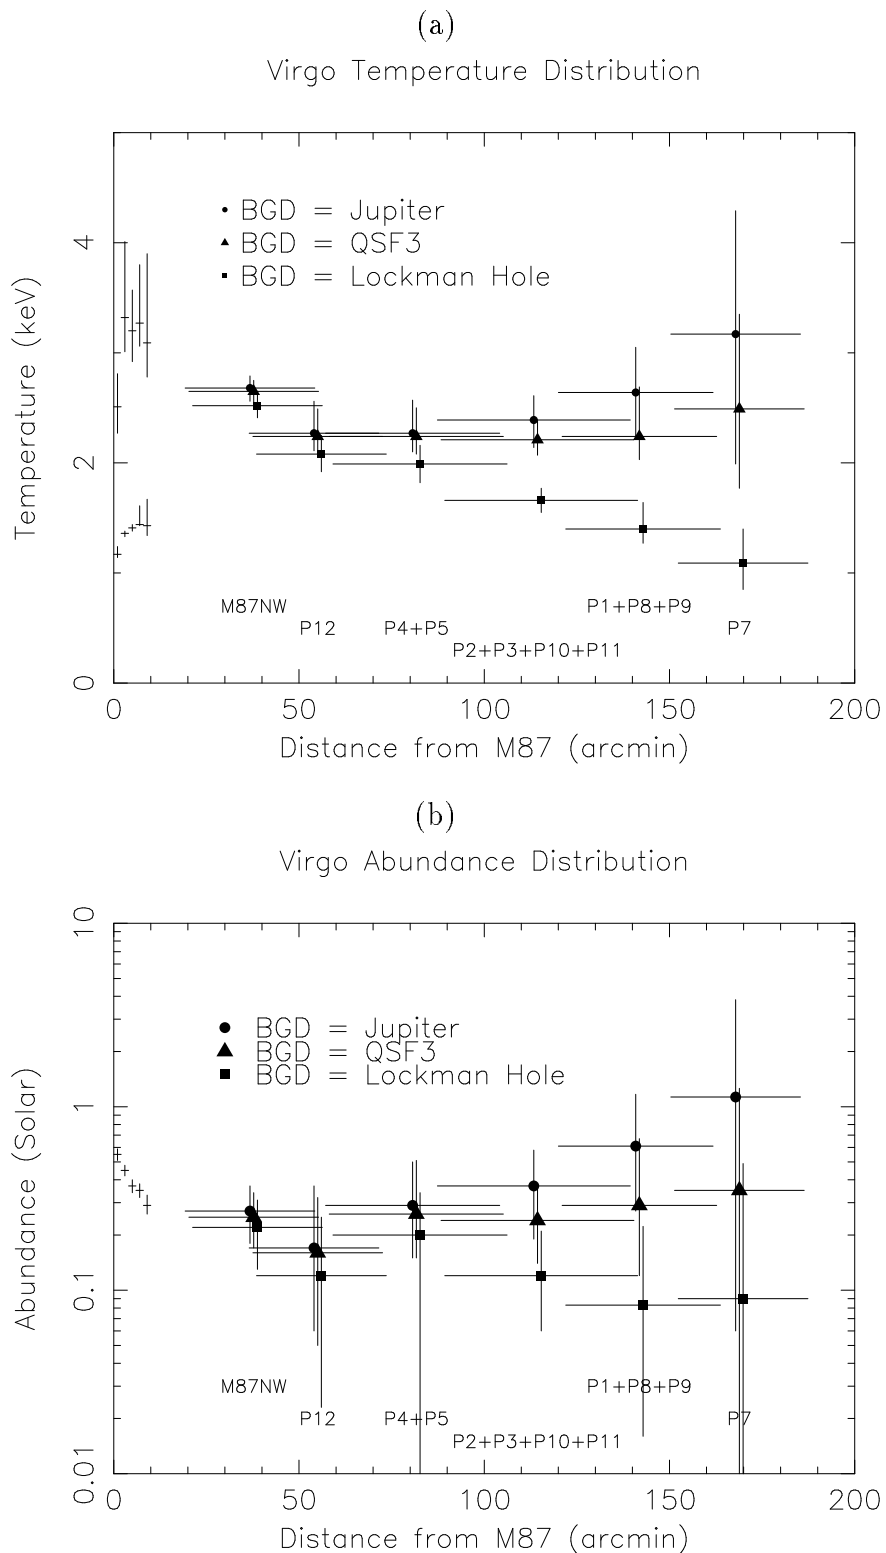 (a)
Virgo Temperature Distribution
BGD = Jupiter
BGD = QSF3
BGD = Lockman Hole
4
2
0
Temperature (keV)
M87NW
P12
P4+P5
P2+P3+P10+P11
P1+P8+P9
P7
0 50 100 150 200
Distance from M87 (arcmin)
(b)
Virgo Abundance Distribution
10
1
0.1
0.01
Abundance (Solar)
BGD = Jupiter
BGD = QSF3
BGD = Lockman Hole
M87NW
P12
P4+P5
P2+P3+P10+P11
P1+P8+P9
P7
0 50 100 150 200
Distance from M87 (arcmin)